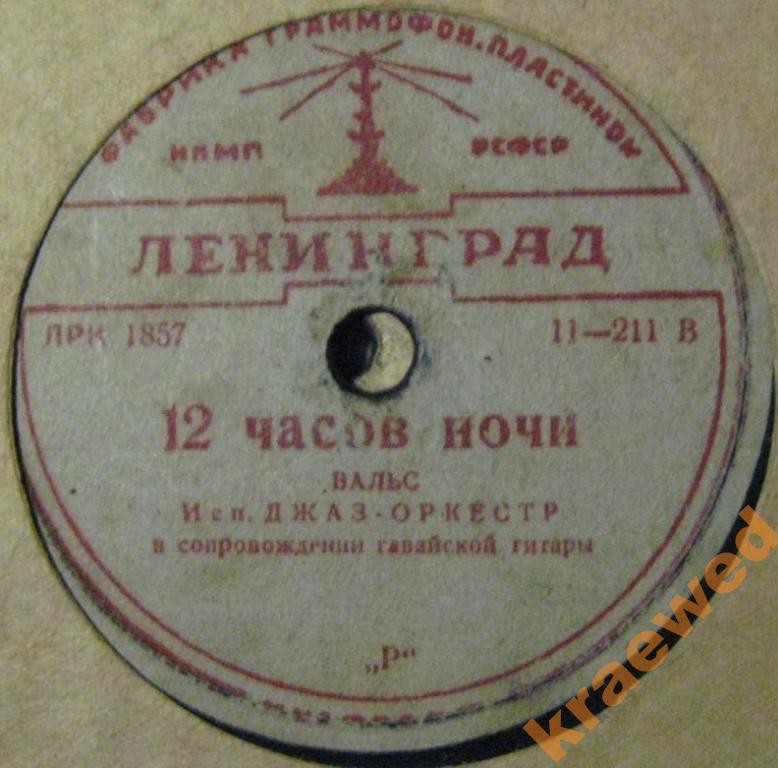 ФАБРИКА ГРАММОФОН. ПЛАСТИНОК
НКМП РСФСР
ЛЕНИНГРАД
ЛРК 1857 11—211 В
12 часов ночи
ВАЛЬС
Исп. ДЖАЗ-ОРКЕСТР
в сопровождении гавайской гитары
„Р“
kraewed